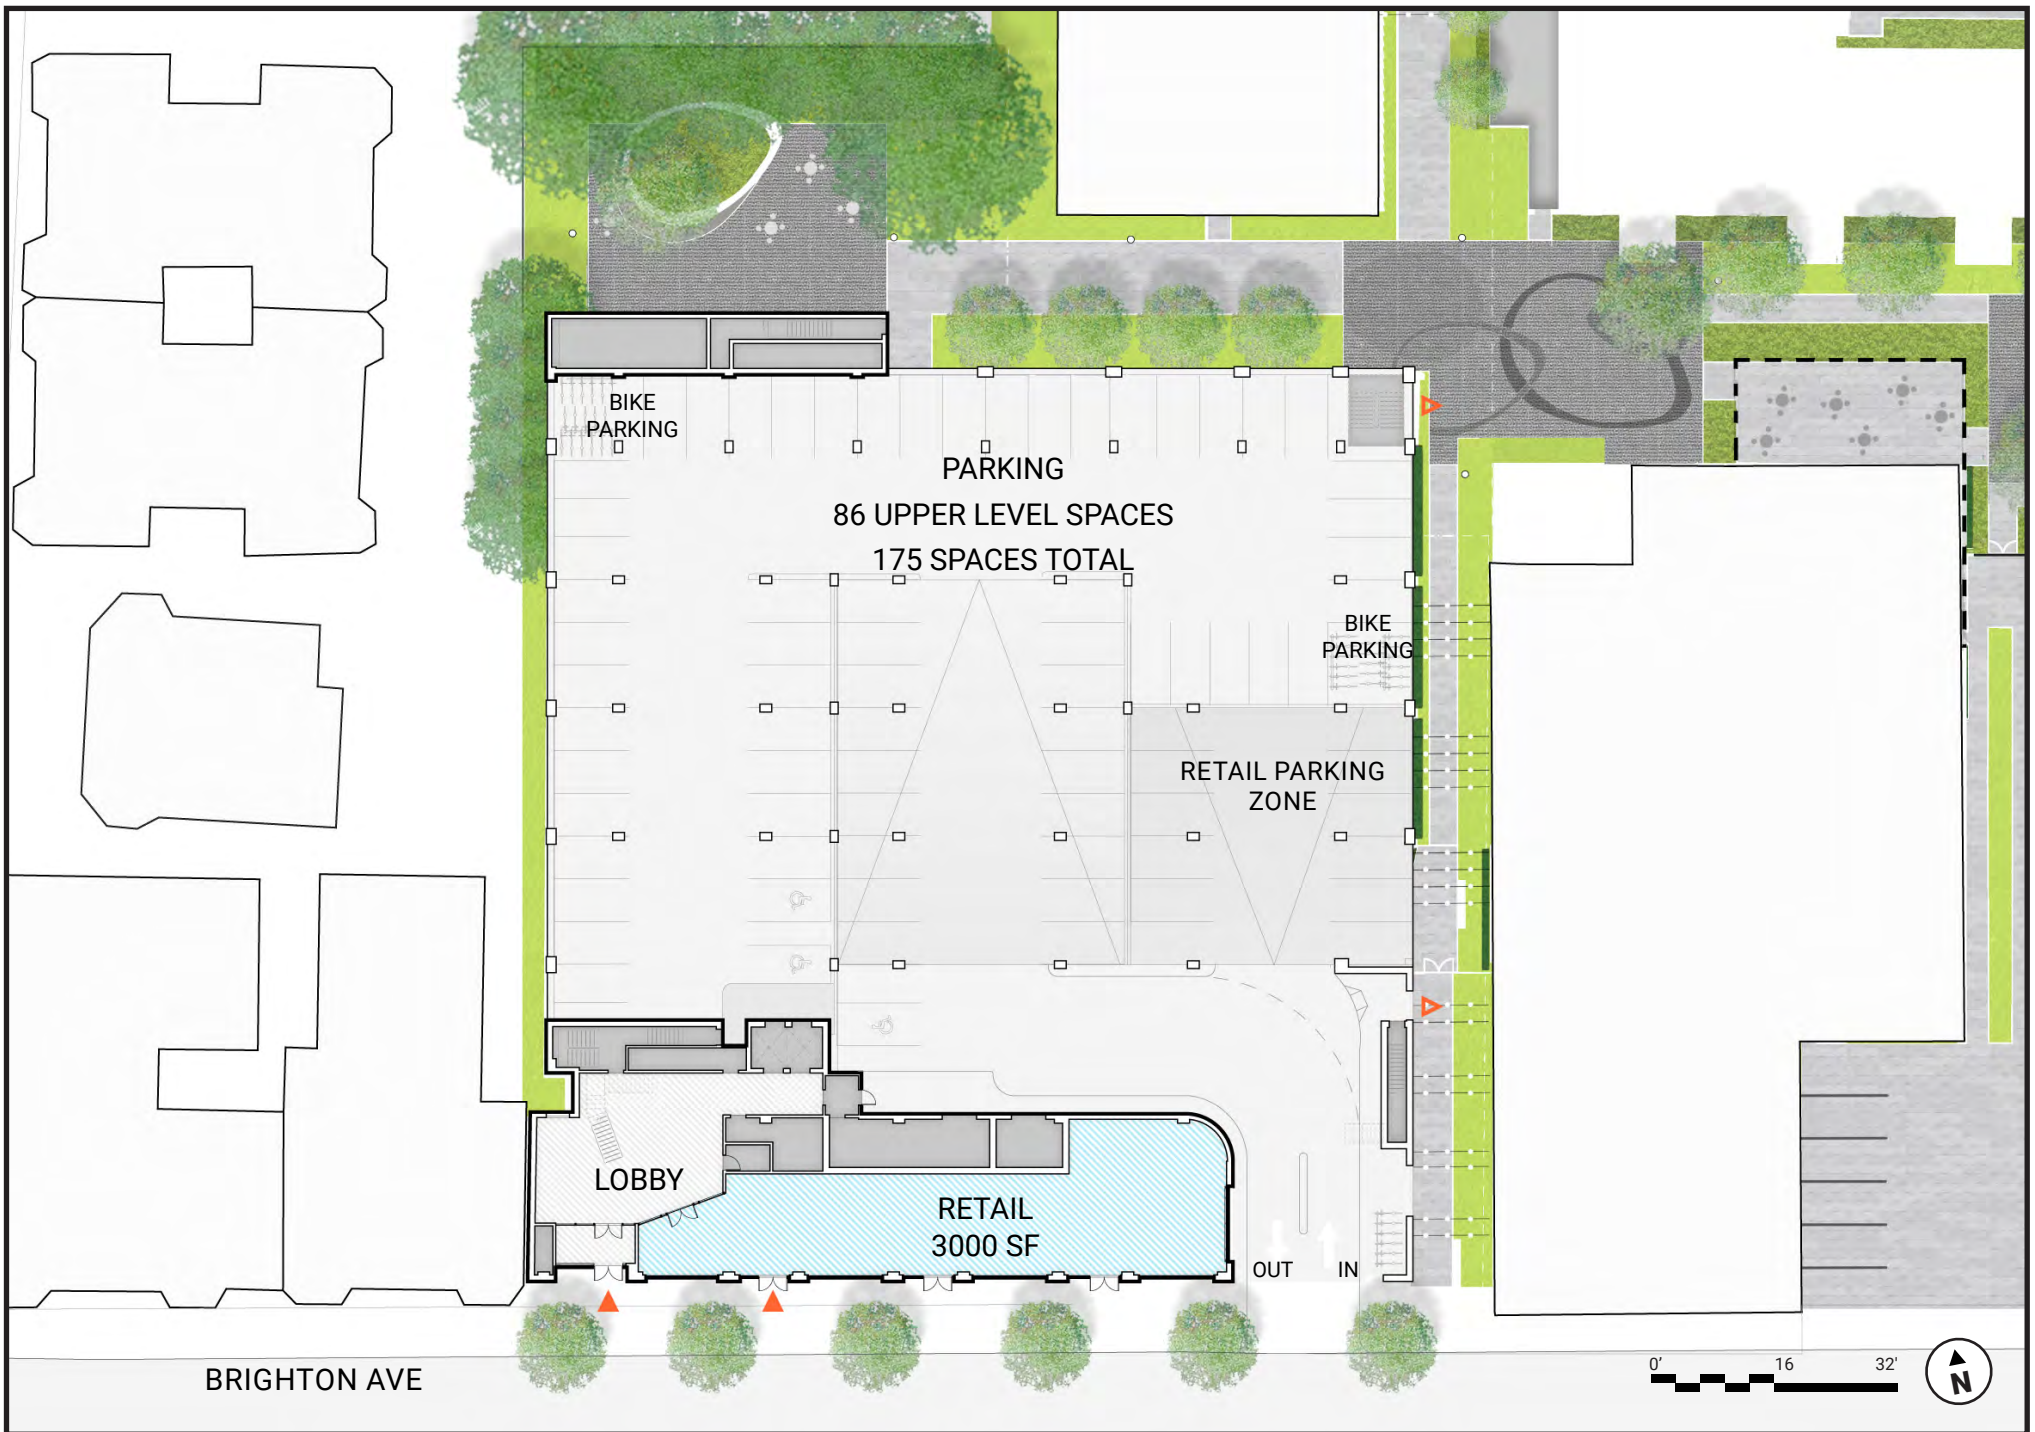 BIKE
PARKING
PARKING
86 UPPER LEVEL SPACES
175 SPACES TOTAL
BIKE
PARKING
RETAIL PARKING
ZONE
LOBBY
RETAIL
3000 SF
OUT
IN
BRIGHTON AVE
0' 16 32'
N